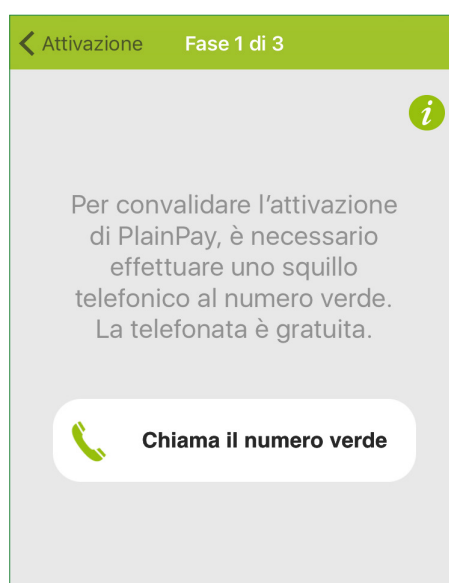 Attivazione Fase 1 di 3
i
Per convalidare l'attivazione
di PlainPay, è necessario
effettuare uno squillo
telefonico al numero verde.
La telefonata è gratuita.
Chiama il numero verde